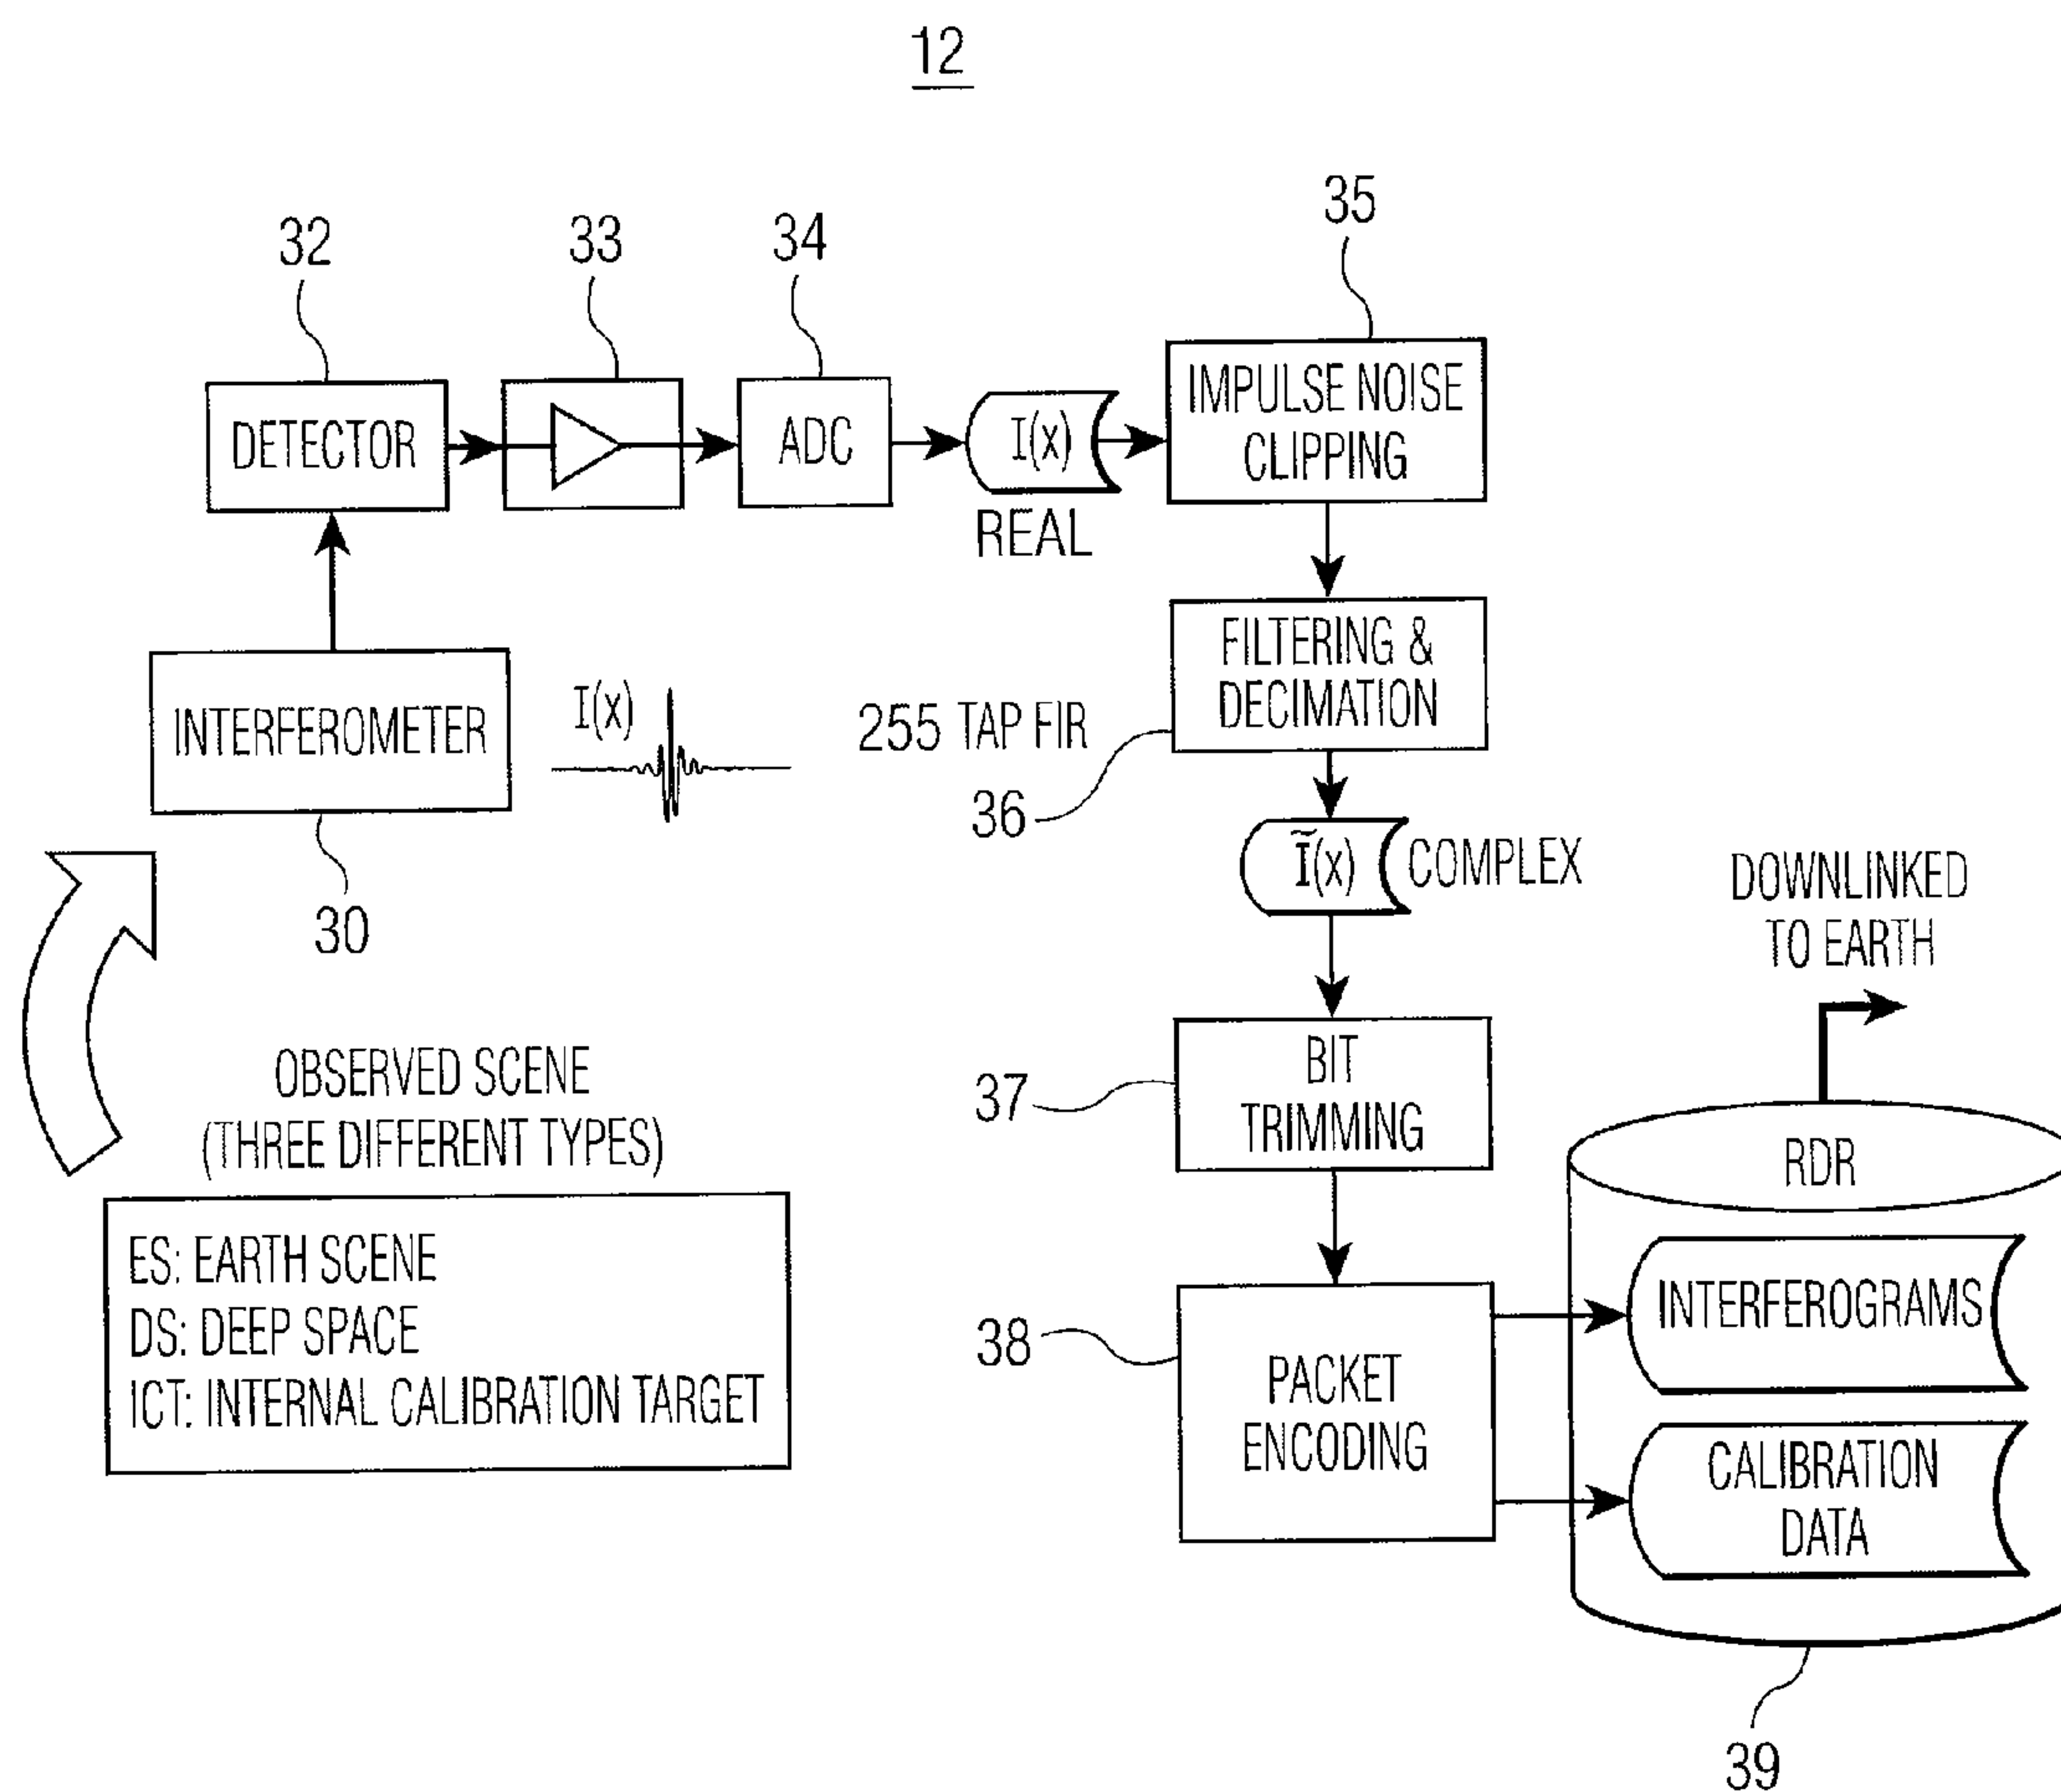 12
32
33
34
35
DETECTOR
ADC
I(x)
REAL
IMPULSE NOISE
CLIPPING
INTERFEROMETER
30
I(x)
255 TAP FIR
36
FILTERING &
DECIMATION
Ĩ(x)
COMPLEX
DOWNLINKED
TO EARTH
37
BIT
TRIMMING
OBSERVED SCENE
(THREE DIFFERENT TYPES)
ES: EARTH SCENE
DS: DEEP SPACE
ICT: INTERNAL CALIBRATION TARGET
38
PACKET
ENCODING
RDR
INTERFEROGRAMS
CALIBRATION
DATA
39